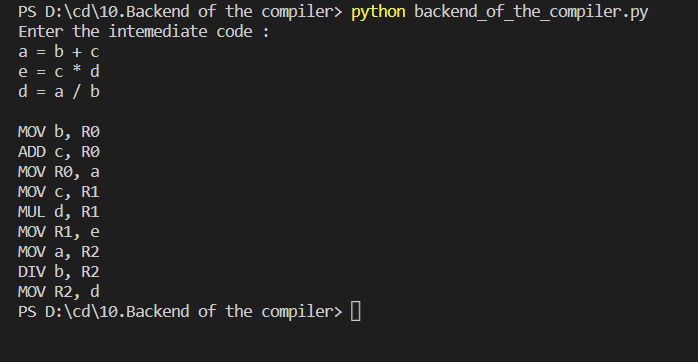 PS D:\cd\10.Backend of the compiler> python backend_of_the_compiler.py
Enter the intemediate code :
a = b + c
e = c * d
d = a / b
MOV b, R0
ADD c, R0
MOV R0, a
MOV c, R1
MUL d, R1
MOV R1, e
MOV a, R2
DIV b, R2
MOV R2, d
PS D:\cd\10.Backend of the compiler>